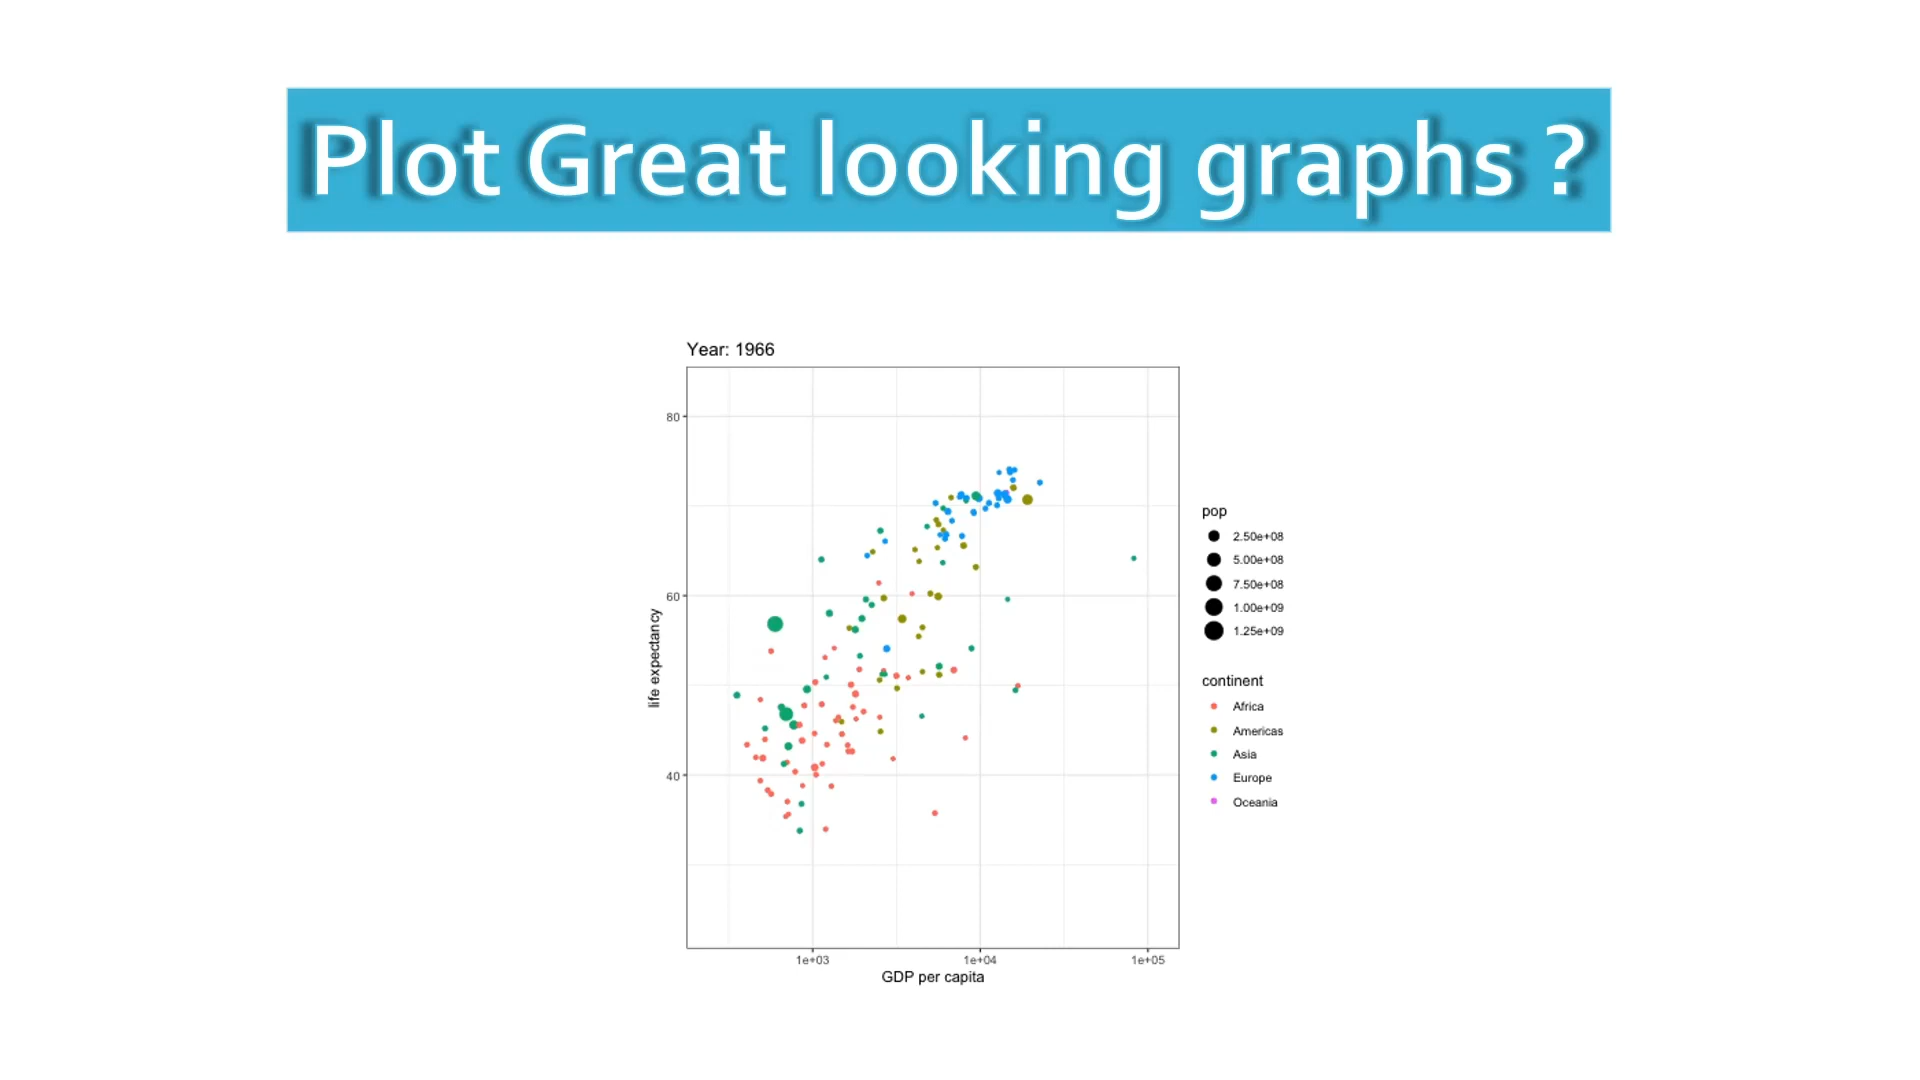 Plot Great looking graphs ?
Year: 1966
80
60
40
life expectancy
1e+03
1e+04
1e+05
GDP per capita
pop
2.50e+08
5.00e+08
7.50e+08
1.00e+09
1.25e+09
continent
Africa
Americas
Asia
Europe
Oceania